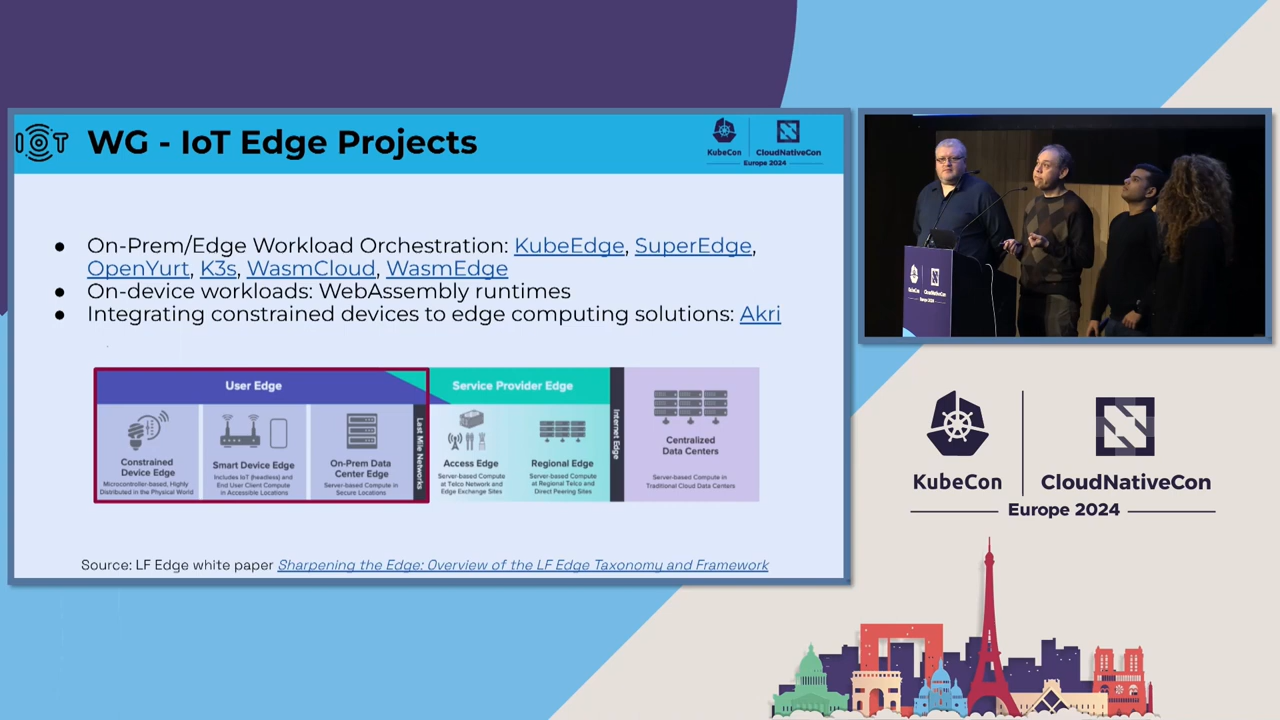 IOT
WG - IoT Edge Projects
KubeCon
CloudNativeCon
Europe 2024
● On-Prem/Edge Workload Orchestration: KubeEdge, SuperEdge,
OpenYurt, K3s, WasmCloud, WasmEdge
● On-device workloads: WebAssembly runtimes
● Integrating constrained devices to edge computing solutions: Akri
User Edge
Service Provider Edge
Constrained
Device Edge
Microcontroller-based, Highly
Distributed in the Physical World
Smart Device Edge
Includes IoT (headless) and
End User Client Compute
in Accessible Locations
On-Prem Data
Center Edge
Server-based Compute in
Secure Locations
Last Mile Networks
Access Edge
Server-based Compute
at Telco Network and
Edge Exchange Sites
Regional Edge
Server-based Compute
at Regional Telco and
Direct Peering Sites
Internet Edge
Centralized
Data Centers
Server-based Compute in
Traditional Cloud Data Centers
Source: LF Edge white paper Sharpening the Edge: Overview of the LF Edge Taxonomy and Framework
KubeCon
CloudNativeCon
KubeCon
CloudNativeCon
Europe 2024